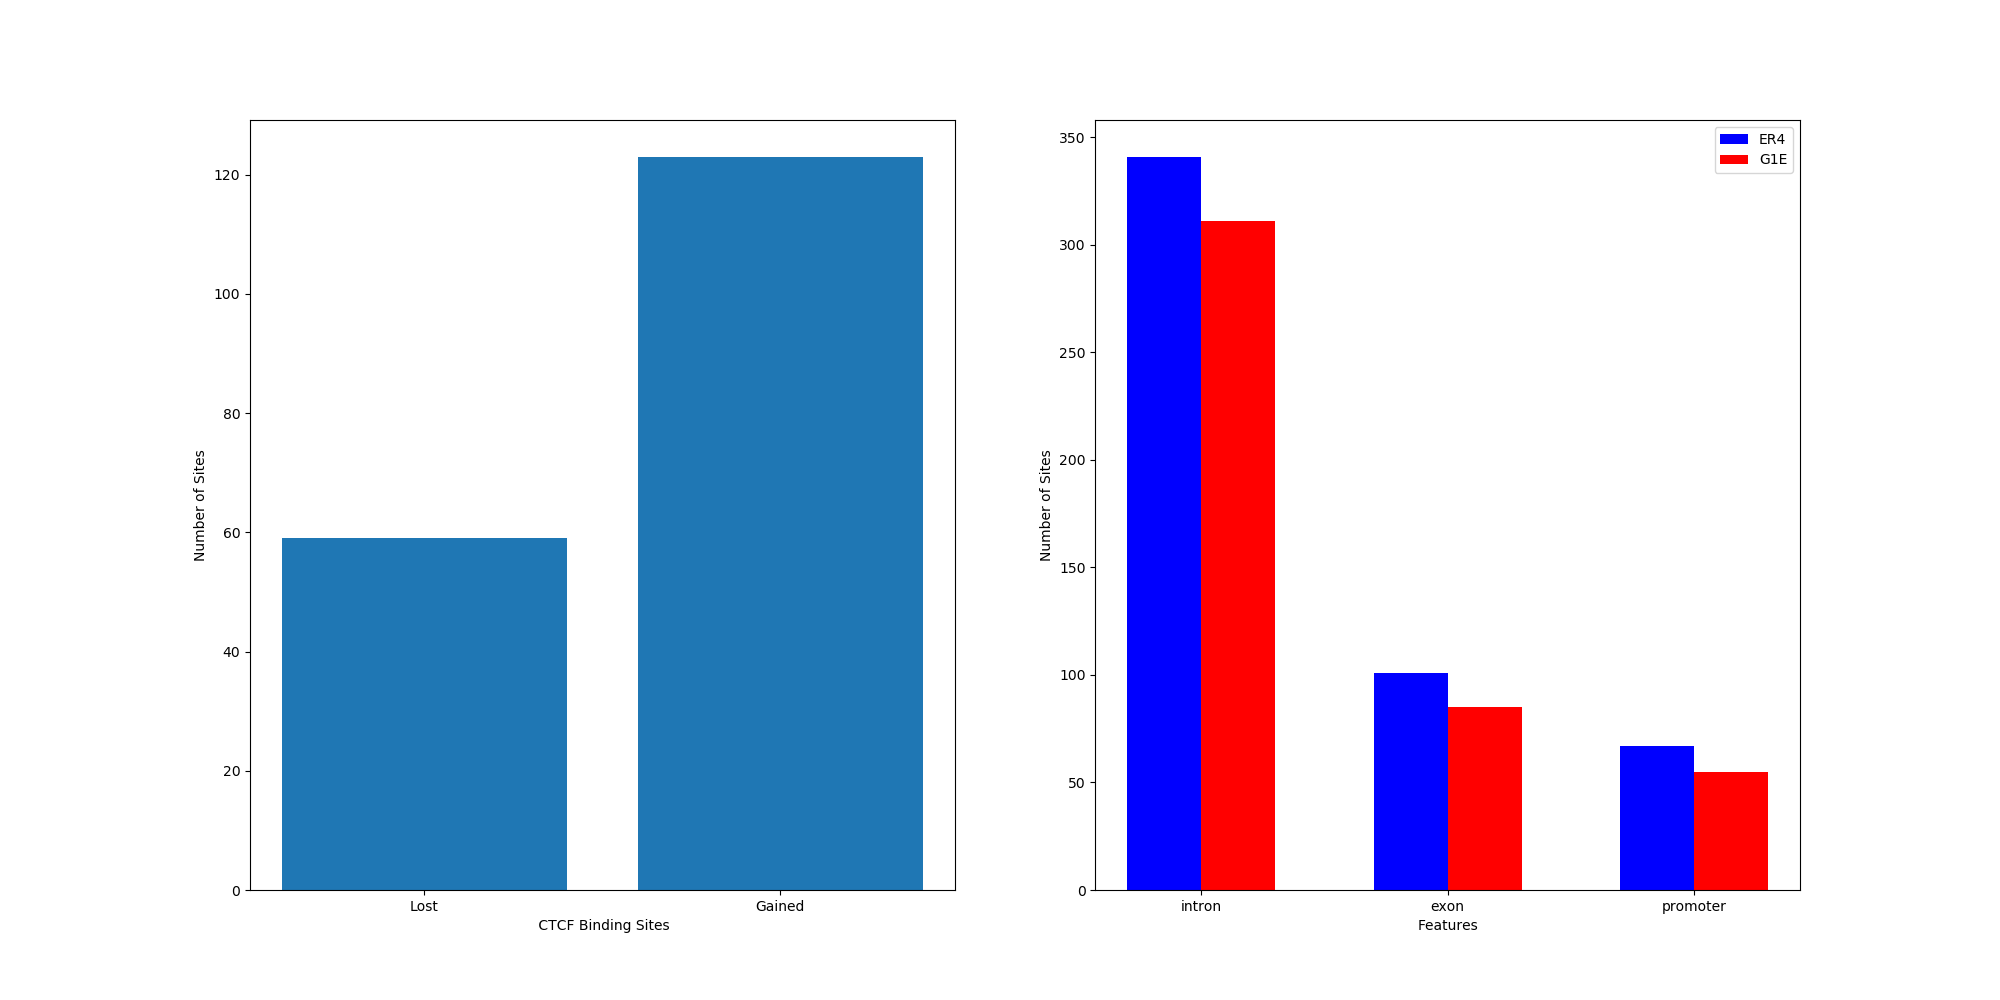 120
100
80
60
40
20
0
Number of Sites
Lost
Gained
CTCF Binding Sites
350
300
250
200
150
100
50
0
Number of Sites
ER4
G1E
intron
exon
promoter
Features